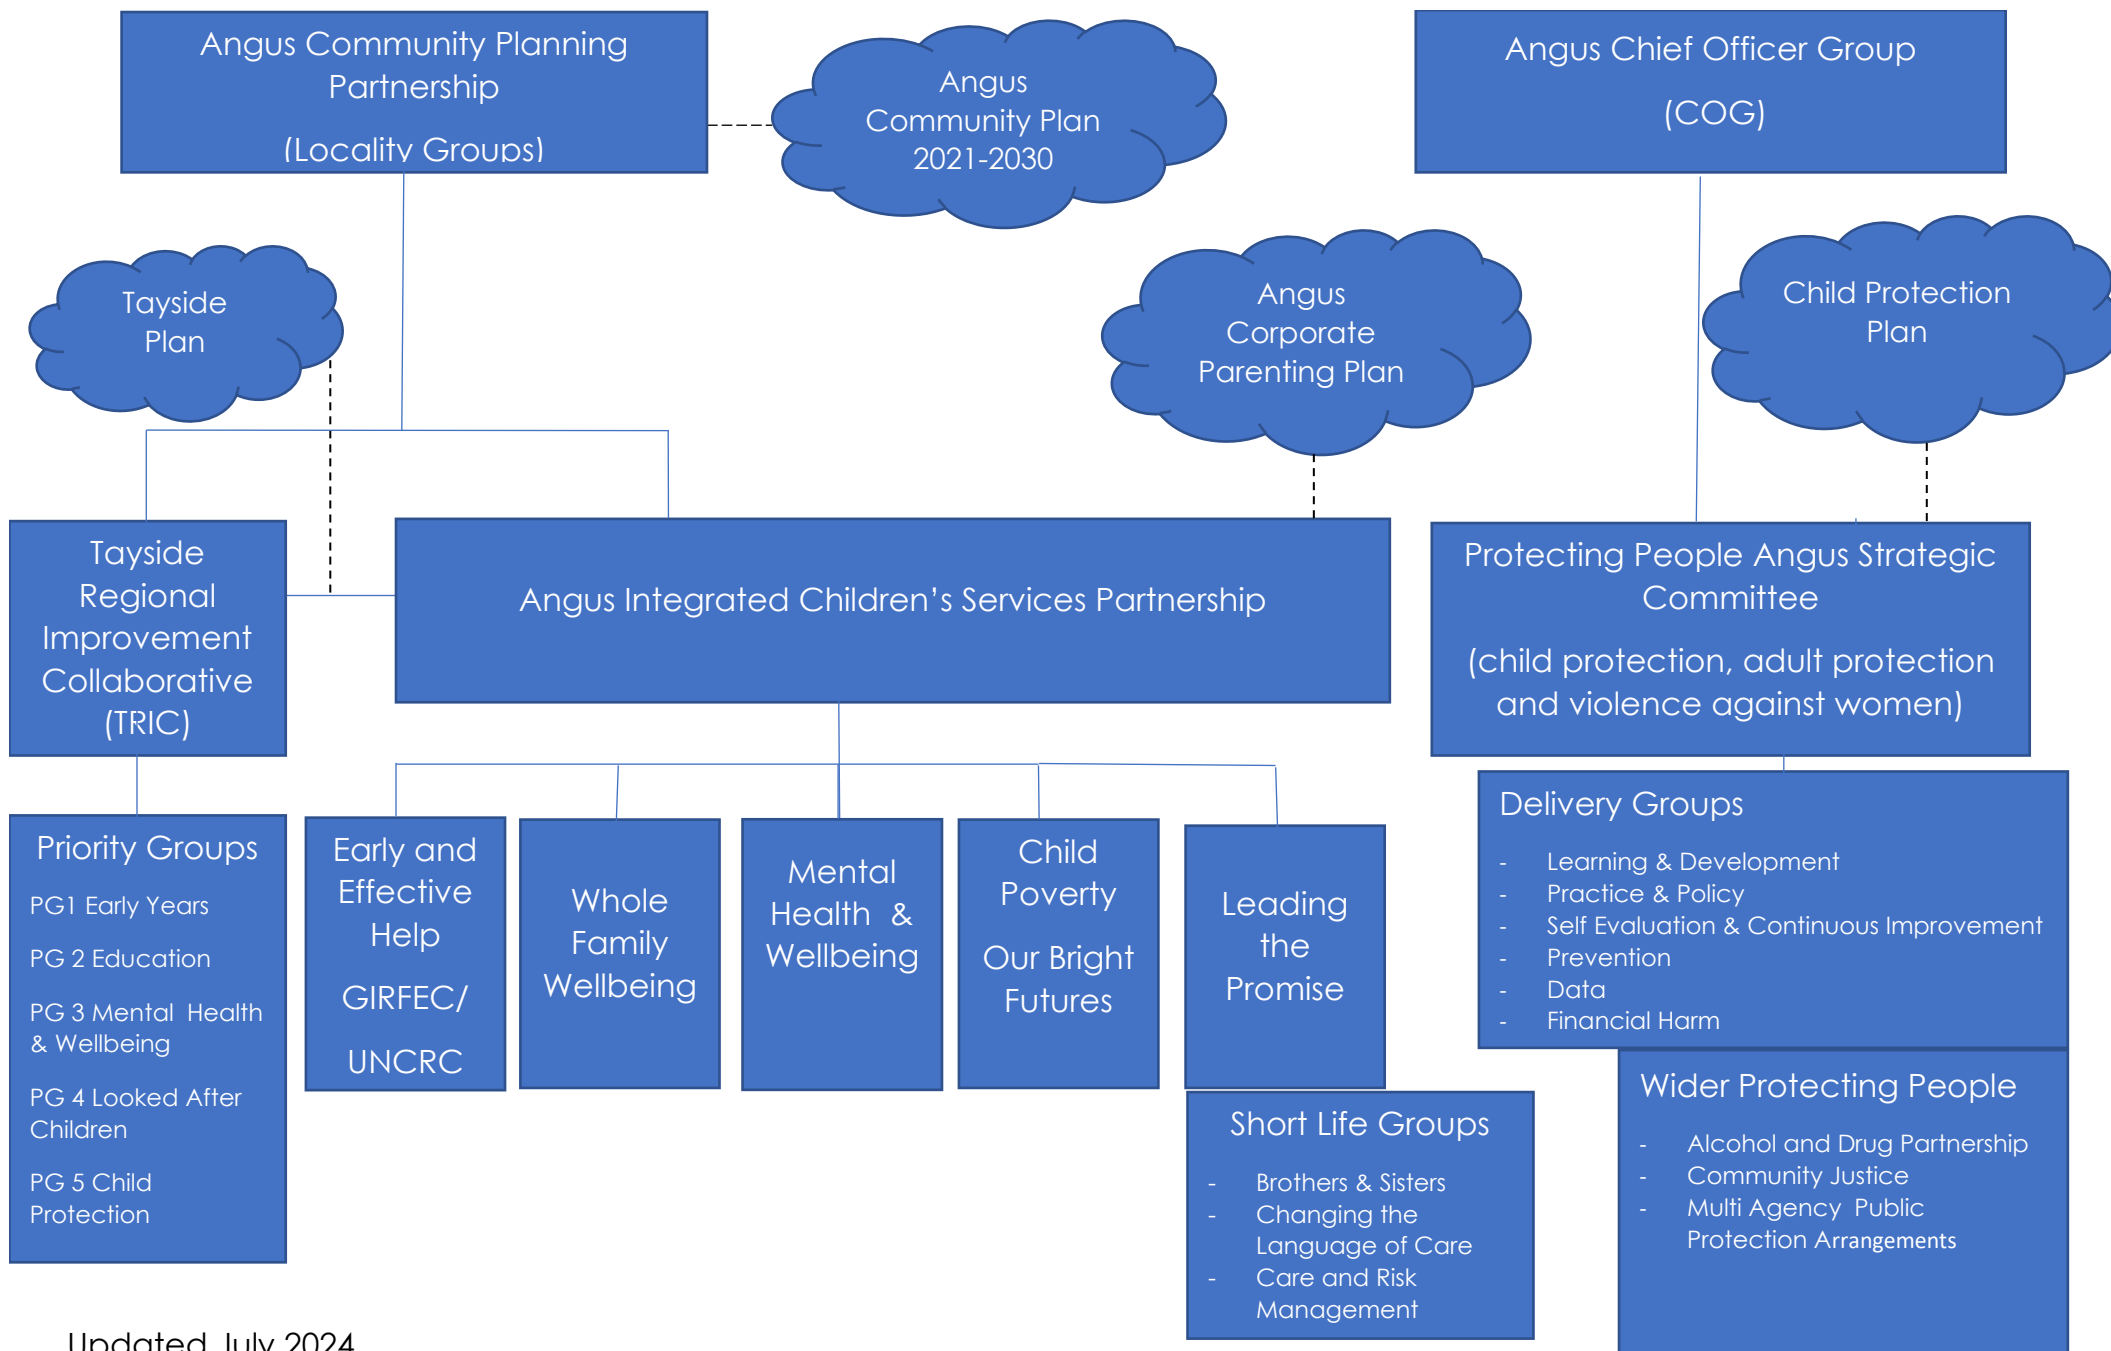 Angus Community Planning
Partnership
(Locality Groups)
Angus
Community Plan
2021-2030
Angus Chief Officer Group
(COG)
Tayside
Plan
Angus
Corporate
Parenting Plan
Child Protection
Plan
Tayside
Regional
Improvement
Collaborative
(TRIC)
Angus Integrated Children’s Services Partnership
Protecting People Angus Strategic
Committee
(child protection, adult protection
and violence against women)
Priority Groups
PG1 Early Years
PG 2 Education
PG 3 Mental  Health
& Wellbeing
PG 4 Looked After
Children
PG 5 Child
Protection
Early and
Effective
Help
GIRFEC/
UNCRC
Whole
Family
Wellbeing
Mental
Health  &
Wellbeing
Child
Poverty
Our Bright
Futures
Leading
the
Promise
Short Life Groups
- Brothers & Sisters
- Changing the
Language of Care
- Care and Risk
Management
Delivery Groups
- Learning & Development
- Practice & Policy
- Self Evaluation & Continuous Improvement
- Prevention
- Data
- Financial Harm
Wider Protecting People
- Alcohol and Drug Partnership
- Community Justice
- Multi Agency  Public
Protection Arrangements
Updated July 2024